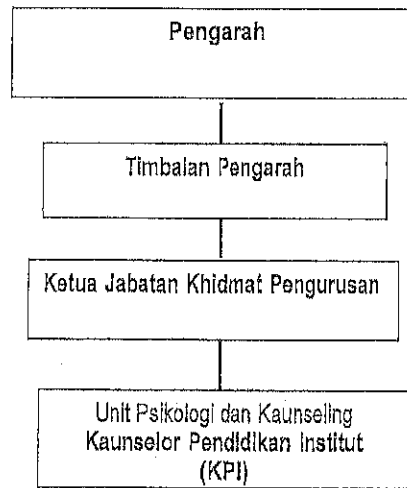 Pengarah
Timbalan Pengarah
Ketua Jabatan Khidmat Pengurusan
Unit Psikologi dan Kaunseling
Kaunselor Pendidikan Institut
(KPI)